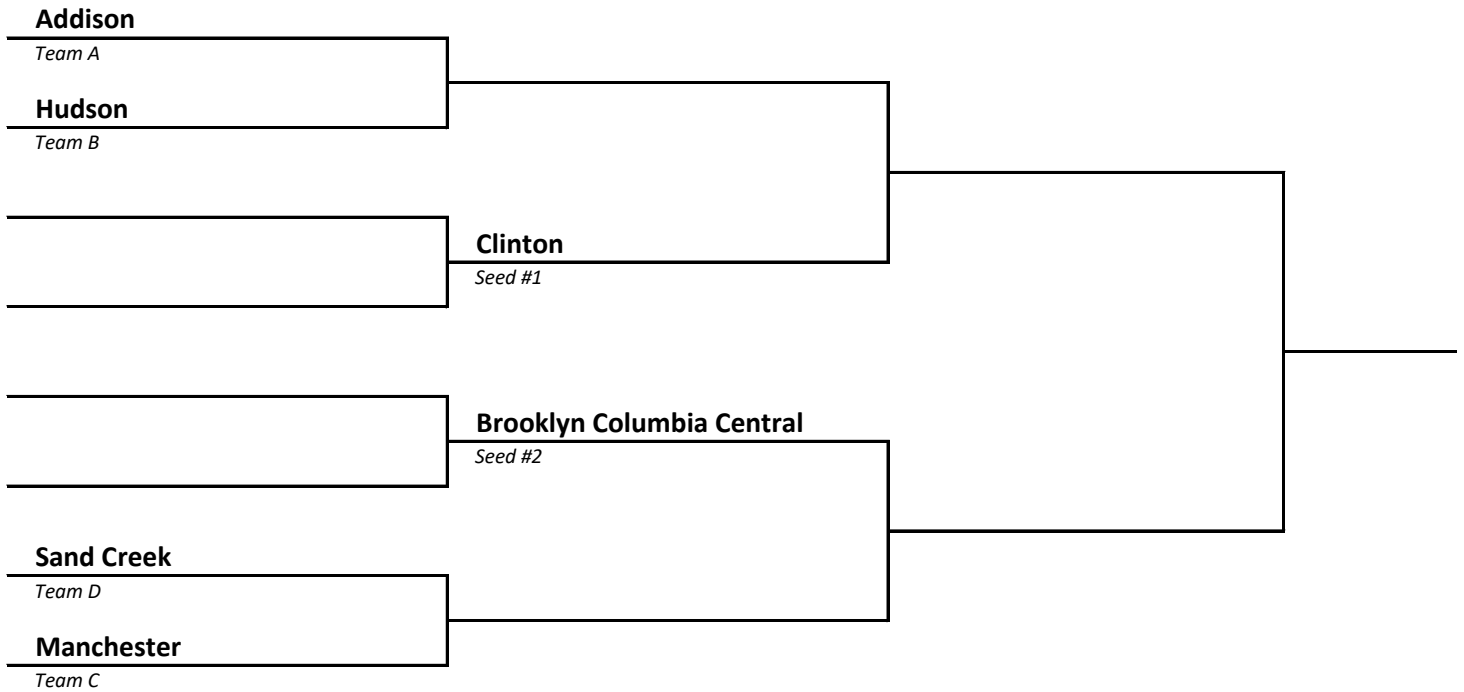 Addison
Team A
Hudson
Team B
Clinton
Seed #1
Brooklyn Columbia Central
Seed #2
Sand Creek
Team D
Manchester
Team C